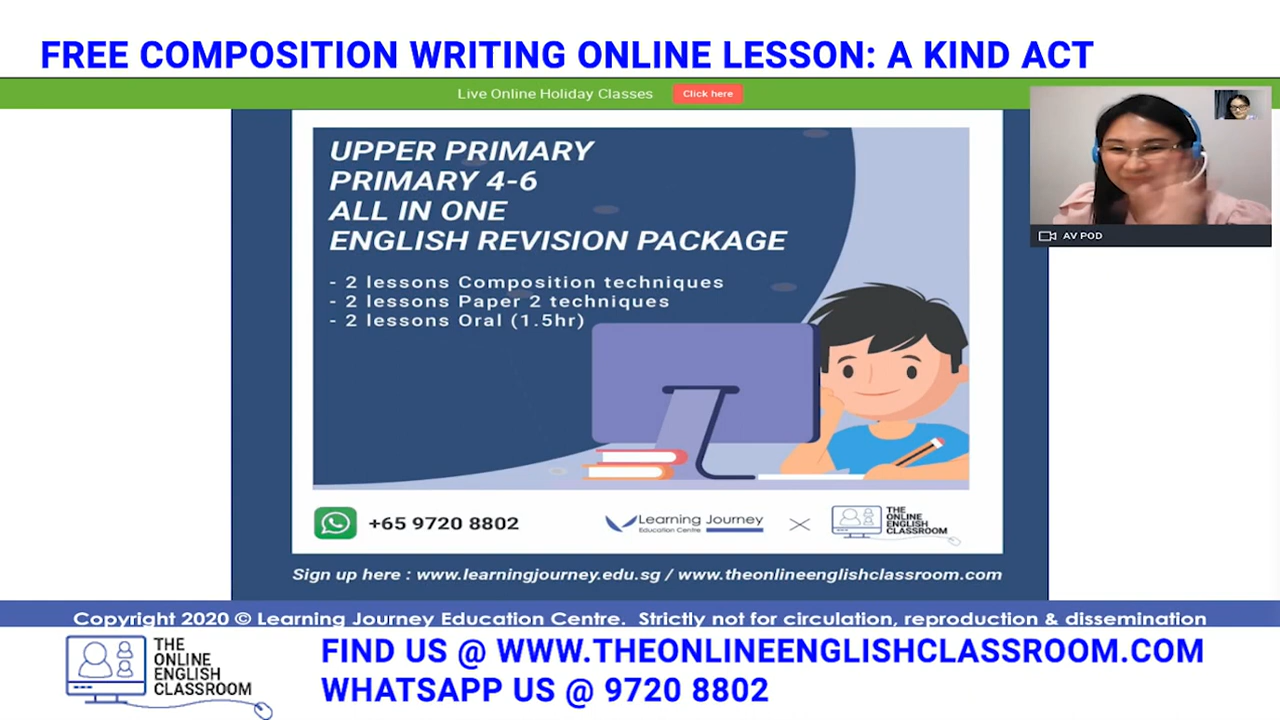 FREE COMPOSITION WRITING ONLINE LESSON: A KIND ACT
Live Online Holiday Classes Click here
UPPER PRIMARY
PRIMARY 4-6
ALL IN ONE
ENGLISH REVISION PACKAGE
- 2 lessons Composition techniques
- 2 lessons Paper 2 techniques
- 2 lessons Oral (1.5hr)
AV POD
+65 9720 8802
Learning Journey
Education Centre
THE
ONLINE
ENGLISH
CLASSROOM
Sign up here : www.learningjourney.edu.sg / www.theonlineenglishclassroom.com
Copyright 2020 © Learning Journey Education Centre. Strictly not for circulation, reproduction & dissemination
THE
ONLINE
ENGLISH
CLASSROOM
FIND US @ WWW.THEONLINEENGLISHCLASSROOM.COM
WHATSAPP US @ 9720 8802